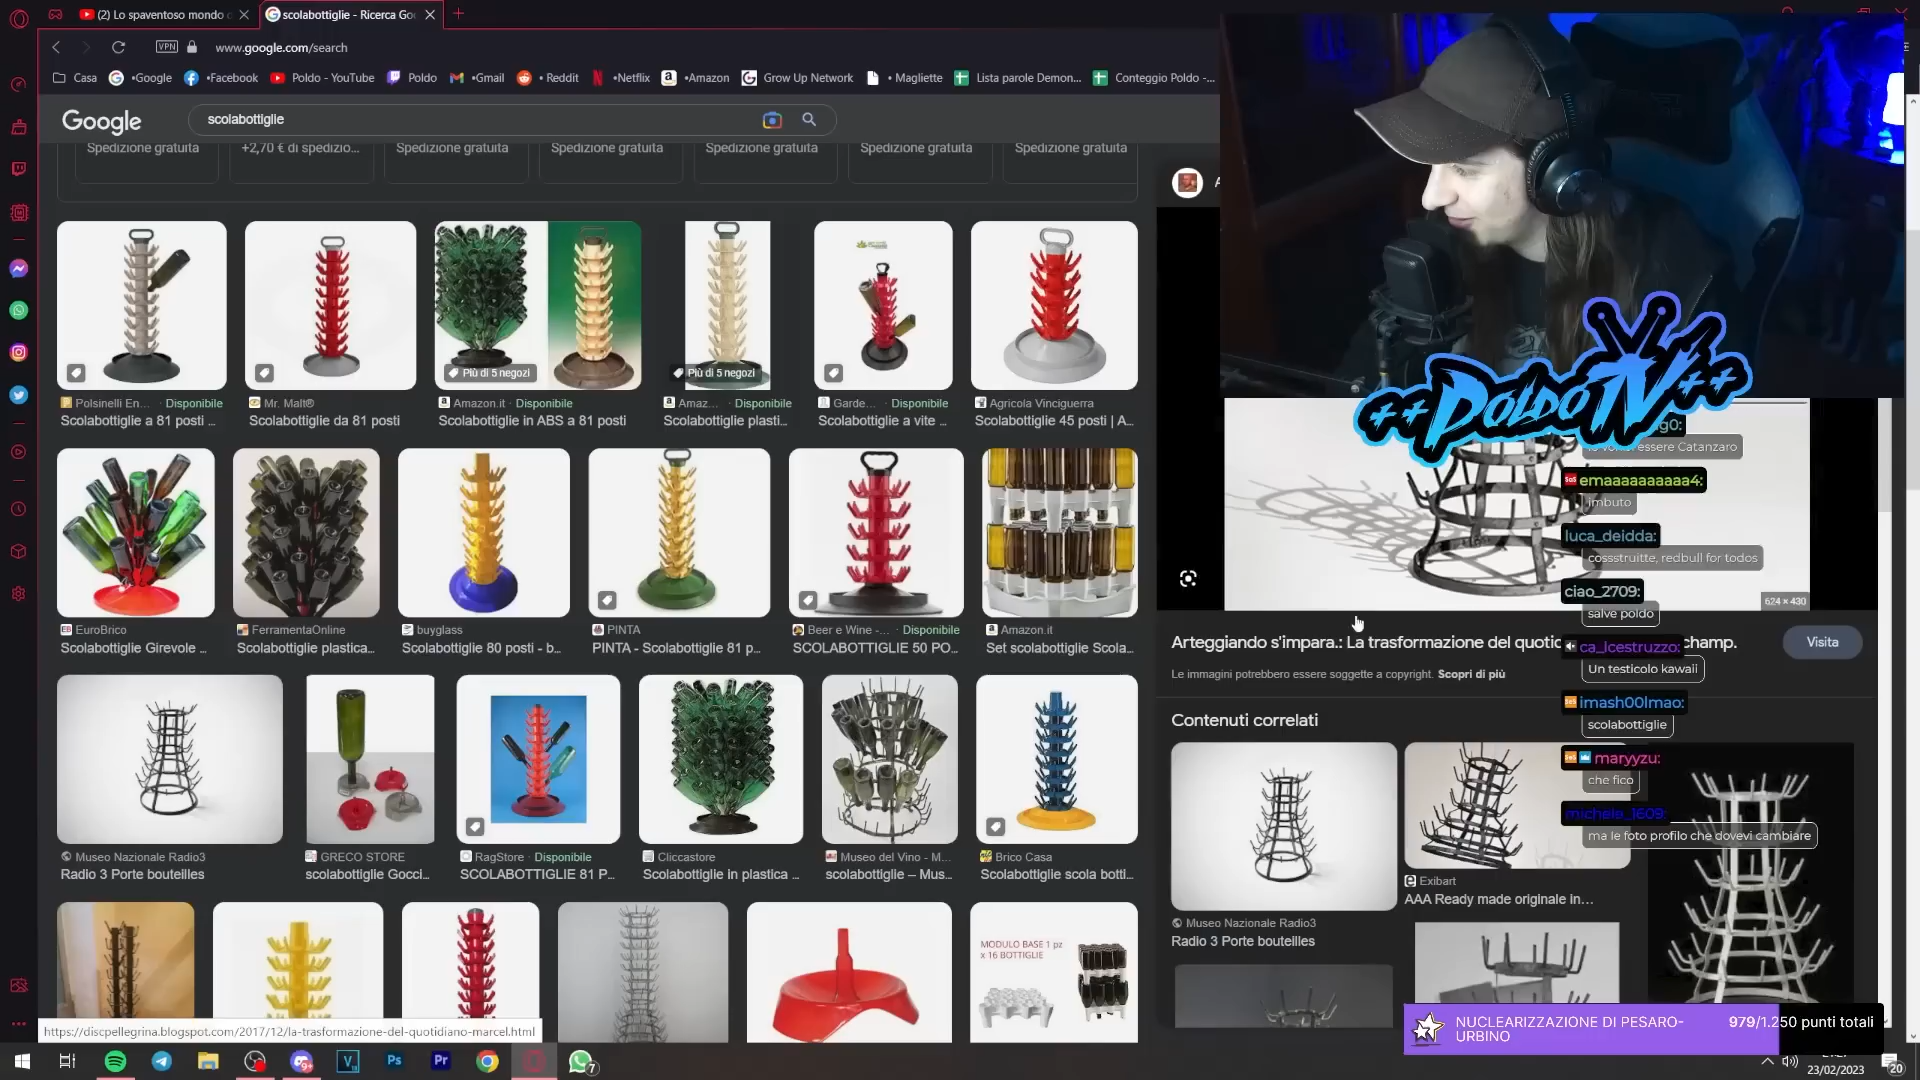 (2) Lo spaventoso mondo d
scolabottiglie - Ricerca Goo
VPN
www.google.com/search
Casa
•Google
•Facebook
Poldo - YouTube
Poldo
•Gmail
• Reddit
•Netflix
•Amazon
Grow Up Network
• Magliette
Lista parole Demon...
Conteggio Poldo -...
Google
scolabottiglie
Spedizione gratuita
+2,70 € di spedizio...
Spedizione gratuita
Spedizione gratuita
Spedizione gratuita
Spedizione gratuita
Spedizione gratuita
A
Più di 5 negozi
Più di 5 negozi
Polsinelli En... · Disponibile
Scolabottiglie a 81 posti ...
Mr. Malt®
Scolabottiglie da 81 posti
Amazon.it · Disponibile
Scolabottiglie in ABS a 81 posti
Amaz... · Disponibile
Scolabottiglie plasti...
Garde... · Disponibile
Scolabottiglie a vite ...
Agricola Vinciguerra
Scolabottiglie 45 posti | A...
EuroBrico
Scolabottiglie Girevole ...
FerramentaOnline
Scolabottiglie plastica...
buyglass
Scolabottiglie 80 posti - b...
PINTA
PINTA - Scolabottiglie 81 p...
Beer e Wine -... · Disponibile
SCOLABOTTIGLIE 50 PO...
Amazon.it
Set scolabottiglie Scola...
Museo Nazionale Radio3
Radio 3 Porte bouteilles
GRECO STORE
scolabottiglie Gocci...
RagStore · Disponibile
SCOLABOTTIGLIE 81 P...
Cliccastore
Scolabottiglie in plastica ...
Museo del Vino - M...
scolabottiglie – Mus...
Brico Casa
Scolabottiglie scola botti...
MODULO BASE 1 pz
x 16 BOTTIGLIE
https://discpellegrina.blogspot.com/2017/12/la-trasformazione-del-quotidiano-marcel.html
++POLDOTV++
g0:
essere Catanzaro
emaaaaaaaaaa4:
imbuto
luca_deidda:
cossstruitte, redbull for todos
ciao_2709:
salve poldo
ca_lcestruzzo:
Un testicolo kawaii
imash00lmao:
scolabottiglie
maryyzu:
che fico
michele_1609:
ma le foto profilo che dovevi cambiare
624 × 430
Arteggiando s'impara.: La trasformazione del quotid champ.
Visita
Le immagini potrebbero essere soggette a copyright. Scopri di più
Contenuti correlati
Museo Nazionale Radio3
Radio 3 Porte bouteilles
Exibart
AAA Ready made originale in...
NUCLEARIZZAZIONE DI PESARO-
URBINO
979/1.250 punti totali
9+
V
Ps
Pr
7
23/02/2023
20